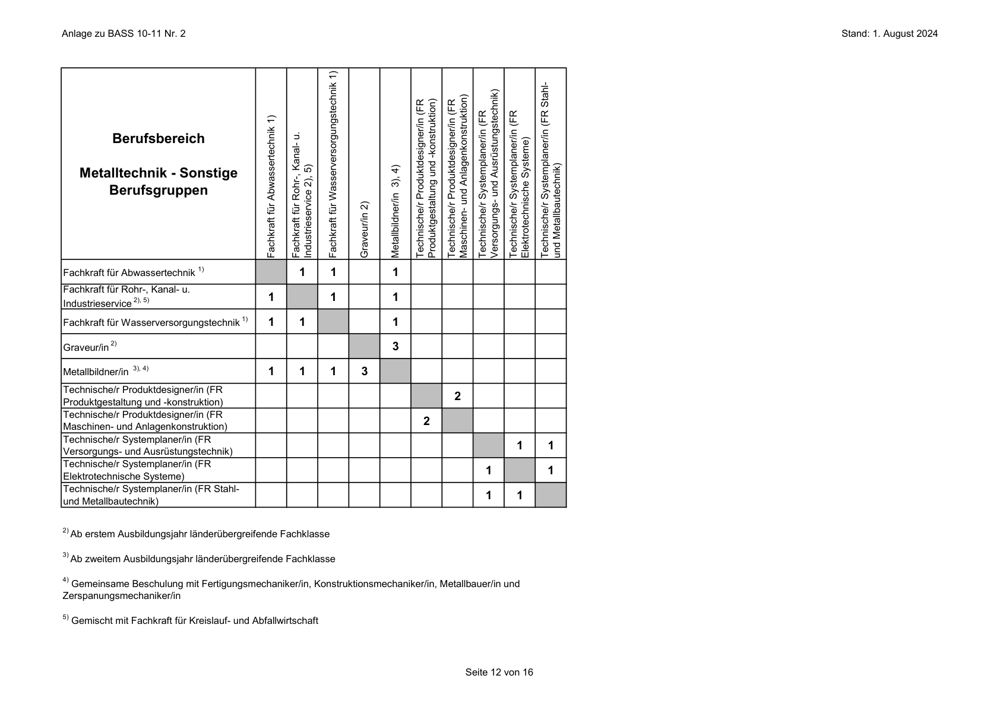 Anlage zu BASS 10-11 Nr. 2
Stand: 1. August 2024
Berufsbereich
Metalltechnik - Sonstige
Berufsgruppen
Fachkraft für Abwassertechnik 1)
Fachkraft für Rohr-, Kanal- u.
Industrieservice 2), 5)
Fachkraft für Wasserversorgungstechnik 1)
Graveur/in 2)
Metallbildner/in 3), 4)
Technische/r Produktdesigner/in (FR
Produktgestaltung und -konstruktion)
Technische/r Produktdesigner/in (FR
Maschinen- und Anlagenkonstruktion)
Technische/r Systemplaner/in (FR
Versorgungs- und Ausrüstungstechnik)
Technische/r Systemplaner/in (FR
Elektrotechnische Systeme)
Technische/r Systemplaner/in (FR Stahl-
und Metallbautechnik)
Fachkraft für Abwassertechnik 1) 1 1 1
Fachkraft für Rohr-, Kanal- u.
Industrieservice 2), 5) 1 1 1
Fachkraft für Wasserversorgungstechnik 1) 1 1 1
Graveur/in 2) 3
Metallbildner/in 3), 4) 1 1 1 3
Technische/r Produktdesigner/in (FR
Produktgestaltung und -konstruktion) 2
Technische/r Produktdesigner/in (FR
Maschinen- und Anlagenkonstruktion) 2
Technische/r Systemplaner/in (FR
Versorgungs- und Ausrüstungstechnik) 1 1
Technische/r Systemplaner/in (FR
Elektrotechnische Systeme) 1 1
Technische/r Systemplaner/in (FR Stahl-
und Metallbautechnik) 1 1
2) Ab erstem Ausbildungsjahr länderübergreifende Fachklasse
3) Ab zweitem Ausbildungsjahr länderübergreifende Fachklasse
4) Gemeinsame Beschulung mit Fertigungsmechaniker/in, Konstruktionsmechaniker/in, Metallbauer/in und
Zerspanungsmechaniker/in
5) Gemischt mit Fachkraft für Kreislauf- und Abfallwirtschaft
Seite 12 von 16